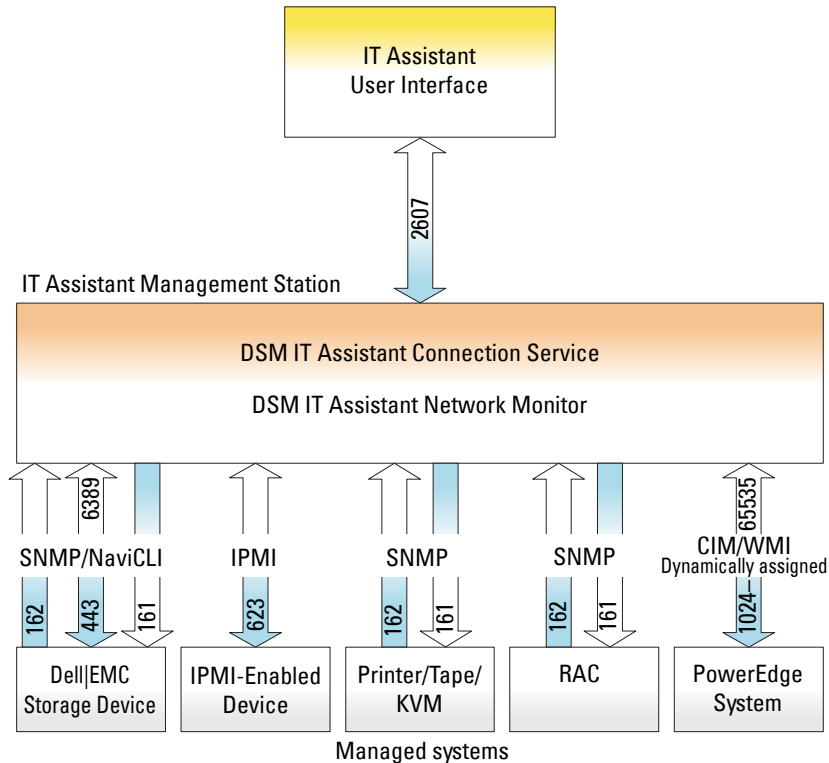 IT Assistant
User Interface
2607
IT Assistant Management Station
DSM IT Assistant Connection Service
DSM IT Assistant Network Monitor
6389
65535
SNMP/NaviCLI
IPMI
SNMP
SNMP
CIM/WMI
Dynamically assigned
162
443
161
623
162
161
162
161
1024–
Dell|EMC
Storage Device
IPMI-Enabled
Device
Printer/Tape/
KVM
RAC
PowerEdge
System
Managed systems